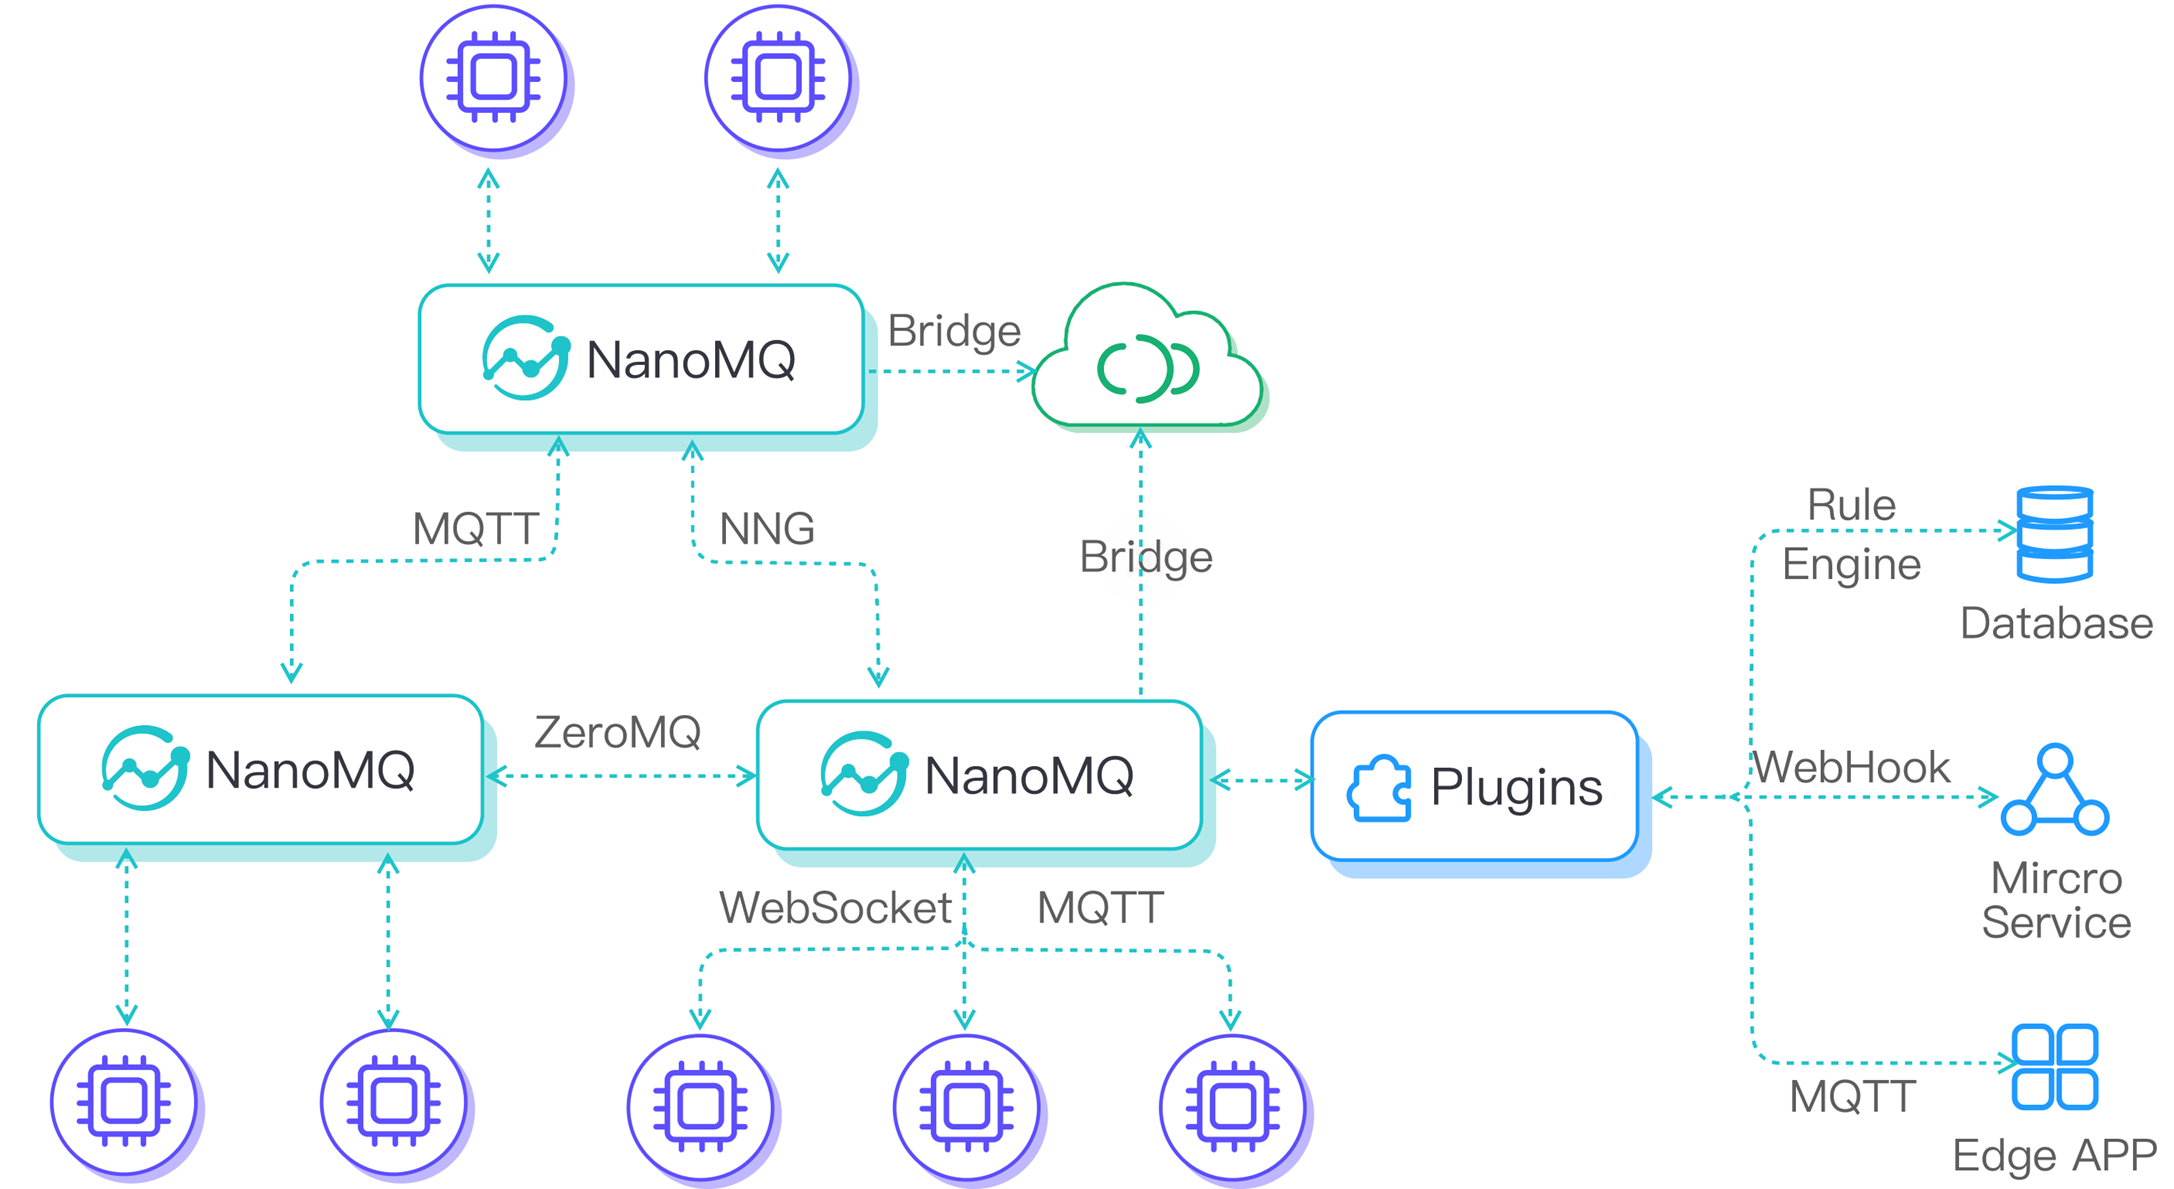 NanoMQ
Bridge
MQTT
NNG
Bridge
Rule
Engine
Database
NanoMQ
ZeroMQ
NanoMQ
Plugins
WebHook
Mircro
Service
WebSocket
MQTT
MQTT
Edge APP